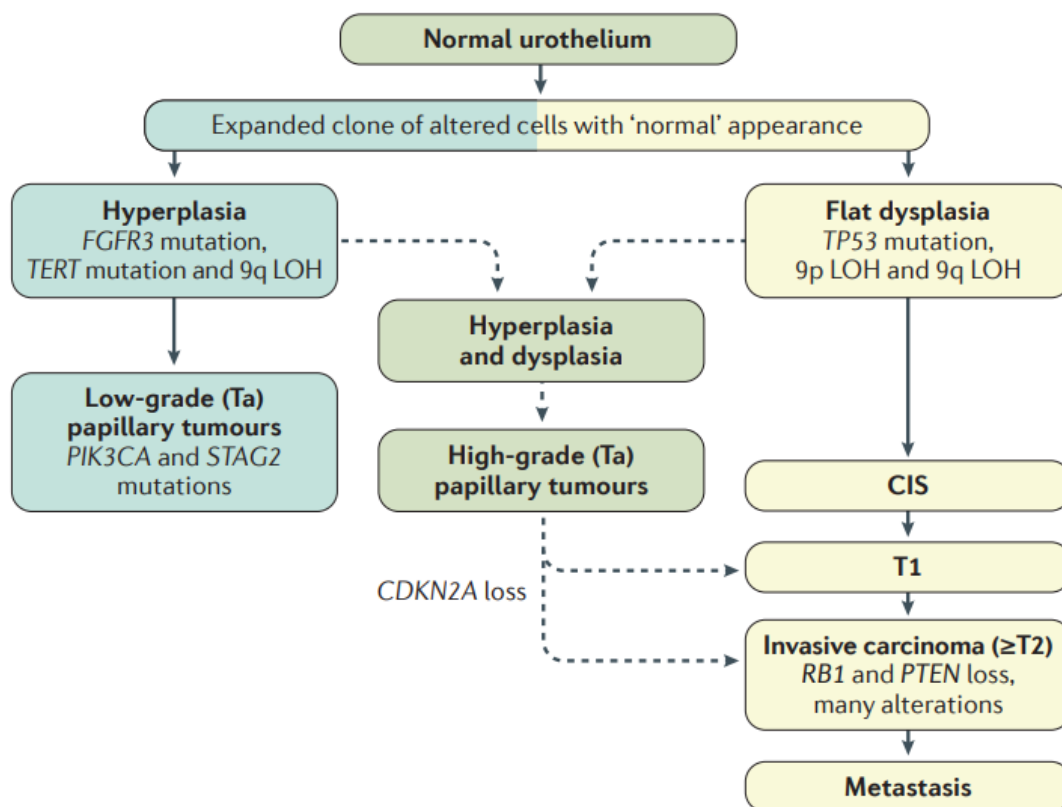 Normal urothelium
Expanded clone of altered cells with ‘normal’ appearance
Hyperplasia
FGFR3 mutation,
TERT mutation and 9q LOH
Flat dysplasia
TP53 mutation,
9p LOH and 9q LOH
Hyperplasia
and dysplasia
Low-grade (Ta)
papillary tumours
PIK3CA and STAG2
mutations
High-grade (Ta)
papillary tumours
CIS
CDKN2A loss
T1
Invasive carcinoma (≥T2)
RB1 and PTEN loss,
many alterations
Metastasis